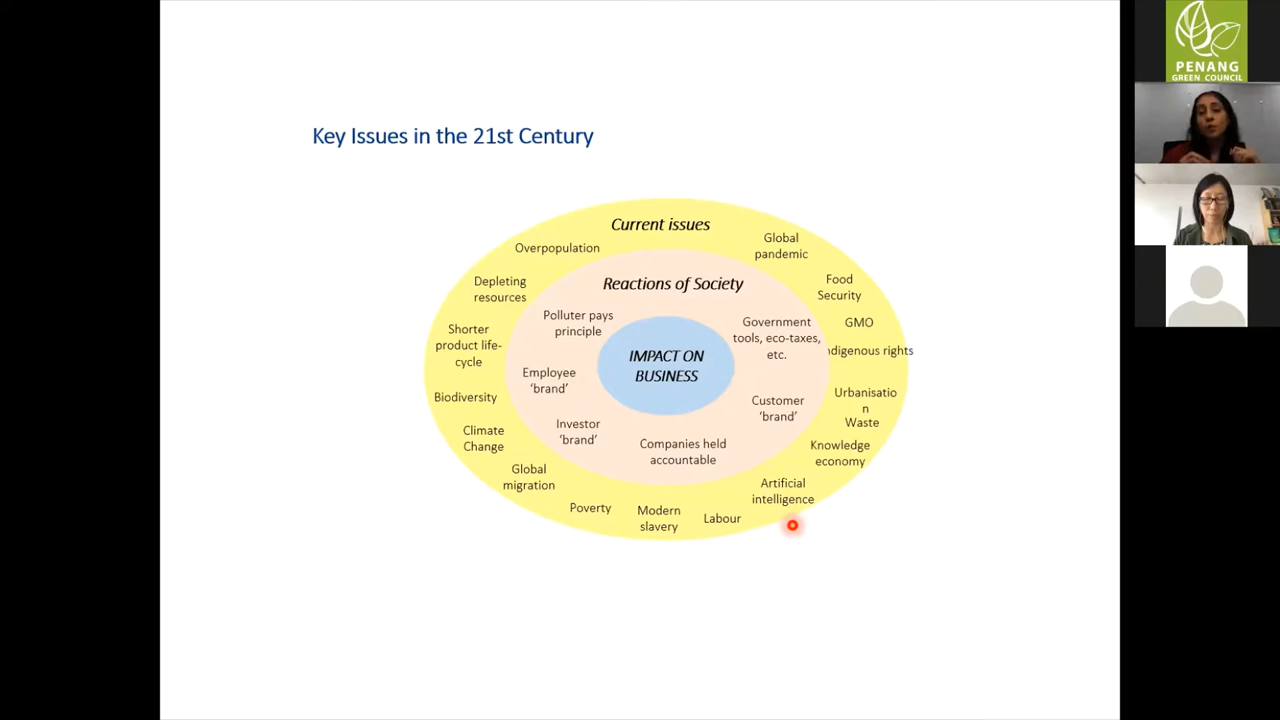 Key Issues in the 21st Century
Current issues
Overpopulation
Global
pandemic
Depleting
resources
Food
Security
Reactions of Society
Shorter
product life-
cycle
GMO
Polluter pays
principle
Government
tools, eco-taxes,
etc.
ndigenous rights
IMPACT ON
BUSINESS
Employee
‘brand’
Biodiversity
Urbanisatio
n
Waste
Customer
‘brand’
Climate
Change
Investor
‘brand’
Companies held
accountable
Knowledge
economy
Global
migration
Artificial
intelligence
Poverty
Modern
slavery
Labour
PENANG
GREEN COUNCIL